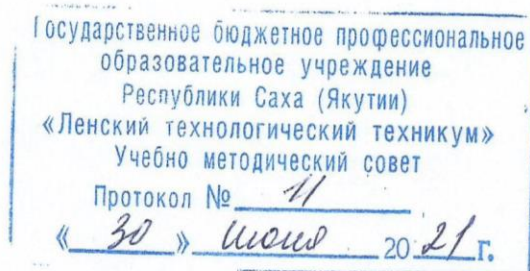 Государственное бюджетное профессиональное
образовательное учреждение
Республики Саха (Якутии)
«Ленский технологический техникум»
Учебно методический совет
Протокол № 11
« 30 » июня 20 21 г.